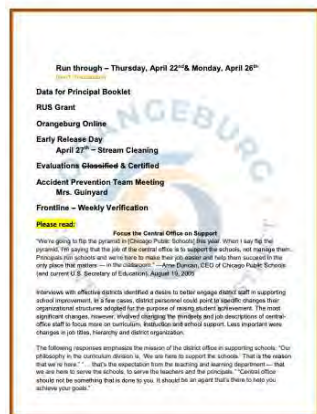 Run through – Thursday, April 22nd & Monday, April 26th
Data for Principal Booklet
RUS Grant
Orangeburg Online
Early Release Day
April 27th – Stream Cleaning
Evaluations Classified & Certified
Accident Prevention Team Meeting
Mrs. Guinyard
Frontline – Weekly Verification
Please read:
Focus the Central Office on Support
"We're going to flip the pyramid in [Chicago Public Schools] this year. When I say flip the
pyramid, I'm saying that the job of the central office is to support the schools, not manage them.
Principals run schools and we're here to make their job easier and help them succeed in the
only place that matters — in the classroom." —Arne Duncan, CEO of Chicago Public Schools
(and current U.S. Secretary of Education), August 19, 2005
Interviews with effective districts identified a desire to better engage district staff in supporting
school improvement. In a few cases, district personnel could point to specific changes their
organizational structures adopted for the purpose of raising student achievement. The most
significant changes, however, involved changing the mindsets and job descriptions of central-
office staff to focus more on curriculum, instruction and school support. Less important were
changes in job titles, hierarchy and district organization.
The following responses emphasize the mission of the district office in supporting schools: "Our
philosophy in the curriculum division is, 'We are here to support the schools.' That is the reason
that we're here." "… that's the expectation from the teaching and learning department— that
we are here to serve the schools, to serve the teachers and the principals." "Central office
should not be something that is done to you. It should be an agent that's there to help you
achieve your goals."
ORANGEBURG